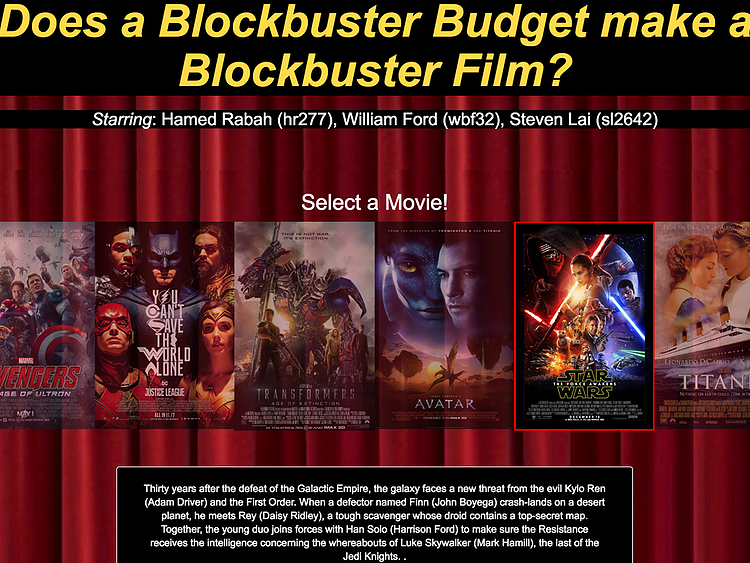 Does a Blockbuster Budget make a
Blockbuster Film?
Starring: Hamed Rabah (hr277), William Ford (wbf32), Steven Lai (sl2642)
Select a Movie!
MARVEL
VENGERS
AGE OF ULTRON
MAY 1
YOU
CAN'T
SAVE
THE
WORLD
ALONE
DC
JUSTICE LEAGUE
THIS IS NOT WAR.
IT'S EXTINCTION.
TRANSFORMERS
AGE OF EXTINCTION
FROM THE DIRECTOR OF TERMINATOR 2 AND TITANIC
AVATAR
STAR
THE FORCE AWAKENS
WARS
LEONARDO DICAPRIO
TITAN
Thirty years after the defeat of the Galactic Empire, the galaxy faces a new threat from the evil Kylo Ren
(Adam Driver) and the First Order. When a defector named Finn (John Boyega) crash-lands on a desert
planet, he meets Rey (Daisy Ridley), a tough scavenger whose droid contains a top-secret map.
Together, the young duo joins forces with Han Solo (Harrison Ford) to make sure the Resistance
receives the intelligence concerning the whereabouts of Luke Skywalker (Mark Hamill), the last of the
Jedi Knights. .